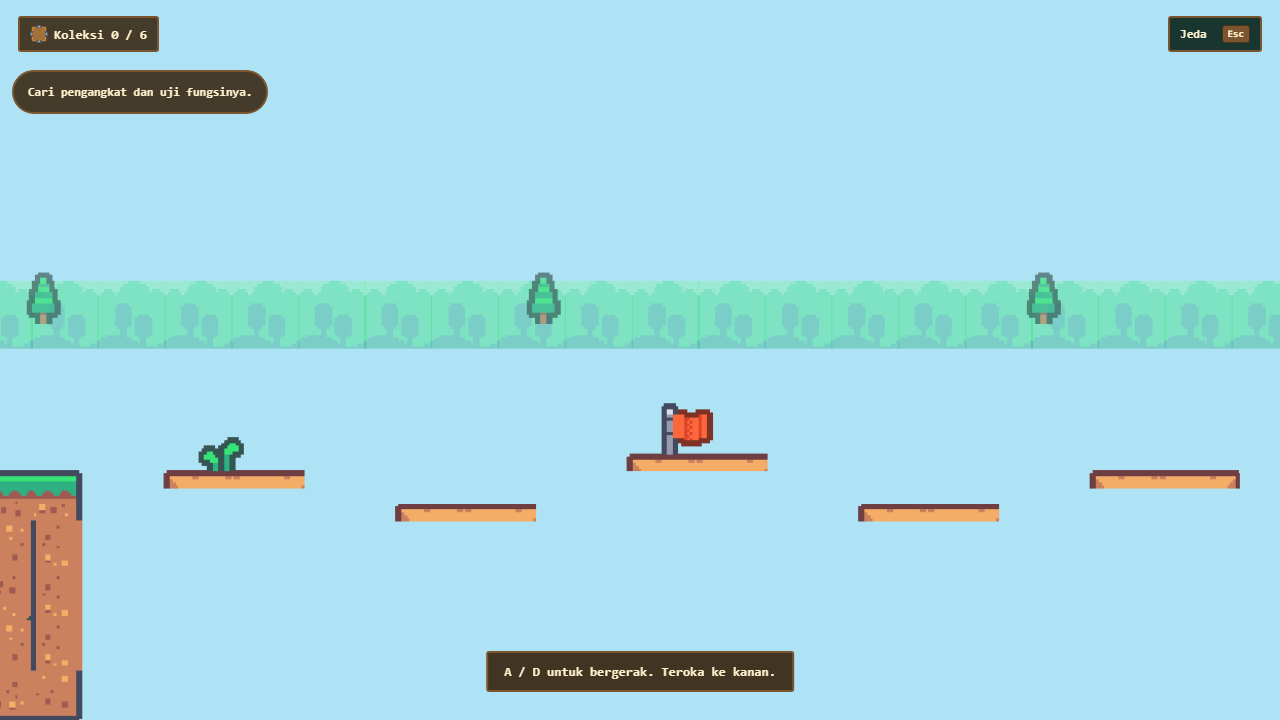 Koleksi 0 / 6
Jeda Esc
Cari pengangkat dan uji fungsinya.
A / D untuk bergerak. Teroka ke kanan.